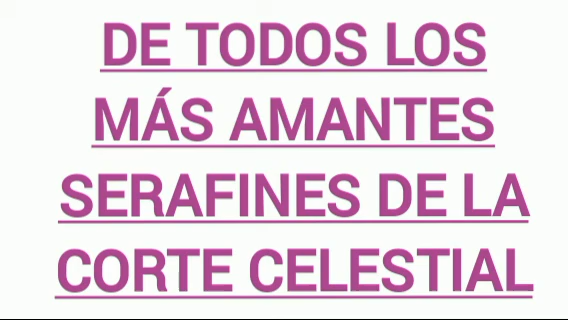 DE TODOS LOS
MÁS AMANTES
SERAFINES DE LA
CORTE CELESTIAL